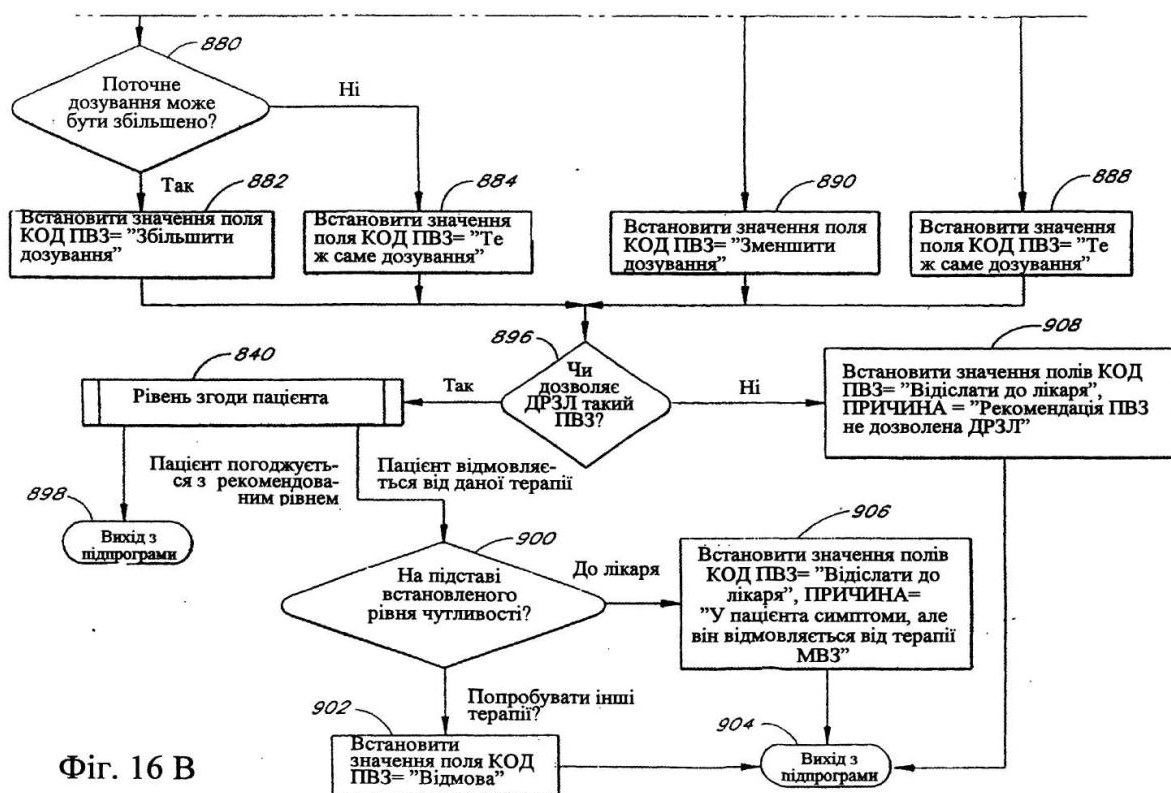 880
Поточне
дозування може
бути збільшено?
Ні
Так
882
Встановити значення поля
КОД ПВЗ= ”Збільшити
дозування”
884
Встановити значення
поля КОД ПВЗ= ”Те
ж саме дозування”
890
Встановити значення поля
КОД ПВЗ= ”Зменшити
дозування”
888
Встановити значення
поля КОД ПВЗ= ”Те
ж саме дозування”
896
Чи
дозволяє
ДРЗЛ такий
ПВЗ?
Так
Ні
840
Рівень згоди пацієнта
908
Встановити значення полів КОД
ПВЗ= ”Відіслати до лікаря”,
ПРИЧИНА = ”Рекомендація ПВЗ
не дозволена ДРЗЛ”
Пацієнт погоджуєть-
ся з рекомендова-
ним рівнем
Пацієнт відмовляє-
ться від даної терапії
898
Вихід з
підпрограми
900
На підставі
встановленого
рівня чутливості?
До лікаря
906
Встановити значення полів
КОД ПВЗ= ”Відіслати до
лікаря”, ПРИЧИНА=
”У пацієнта симптоми, але
він відмовляється від терапії
МВЗ”
Попробувати інші
терапії?
902
Встановити
значення поля КОД
ПВЗ= ”Відмова”
904
Вихід з
підпрограми
Фіг. 16 В